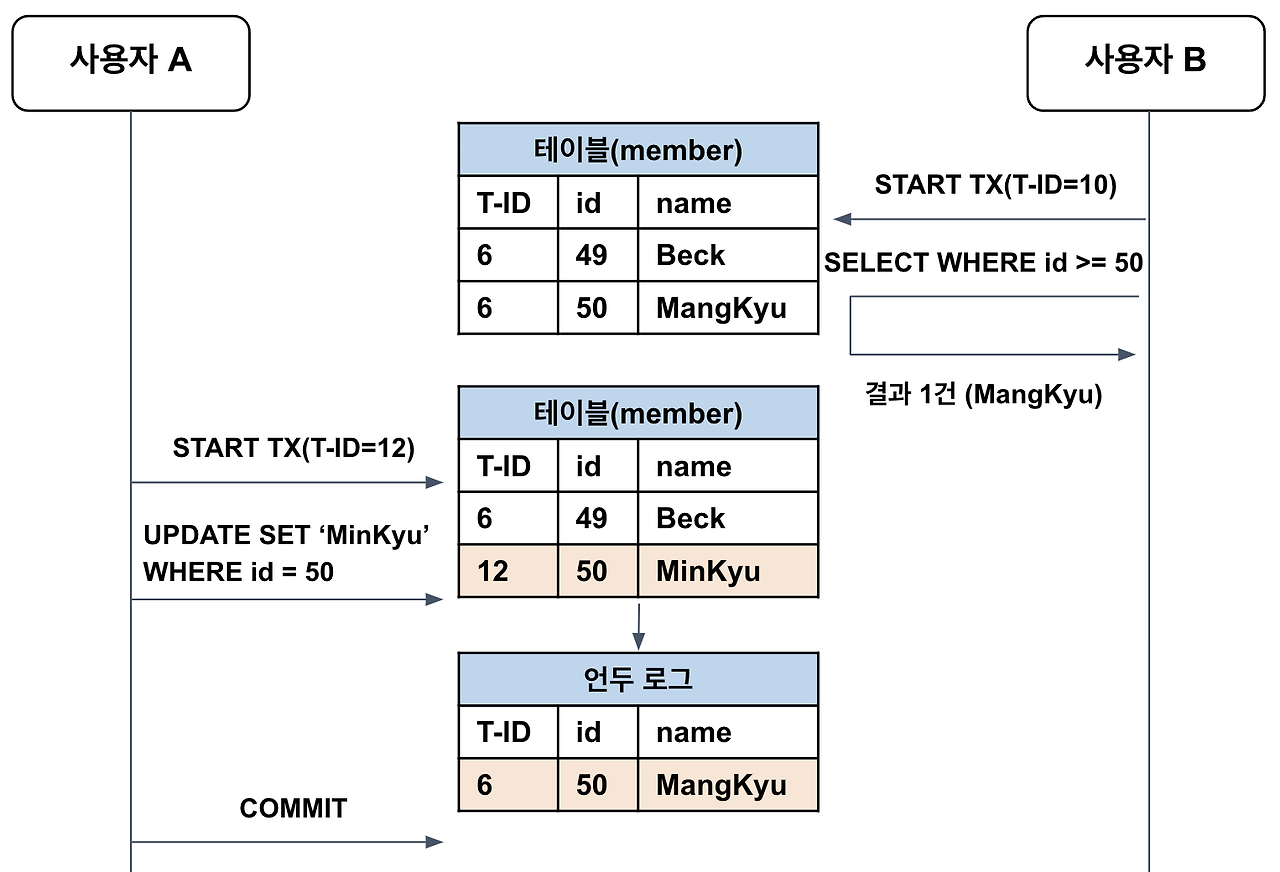 사용자 A
사용자 B
테이블(member)
T-ID id name
6 49 Beck
6 50 MangKyu
START TX(T-ID=10)
SELECT WHERE id >= 50
결과 1건 (MangKyu)
START TX(T-ID=12)
UPDATE SET ‘MinKyu’
WHERE id = 50
테이블(member)
T-ID id name
6 49 Beck
12 50 MinKyu
언두 로그
T-ID id name
6 50 MangKyu
COMMIT